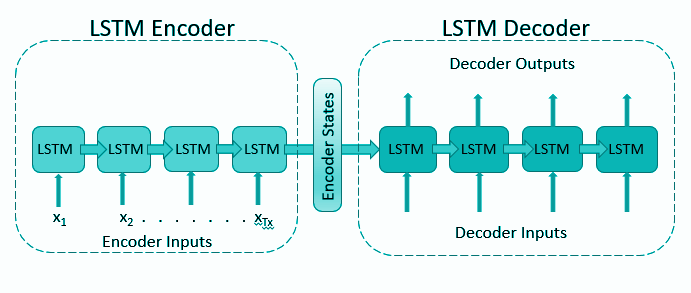 LSTM Encoder
LSTM LSTM LSTM LSTM
x1 x2 . . . . . . . . xTx
Encoder Inputs
Encoder States
LSTM Decoder
Decoder Outputs
LSTM LSTM LSTM LSTM
Decoder Inputs